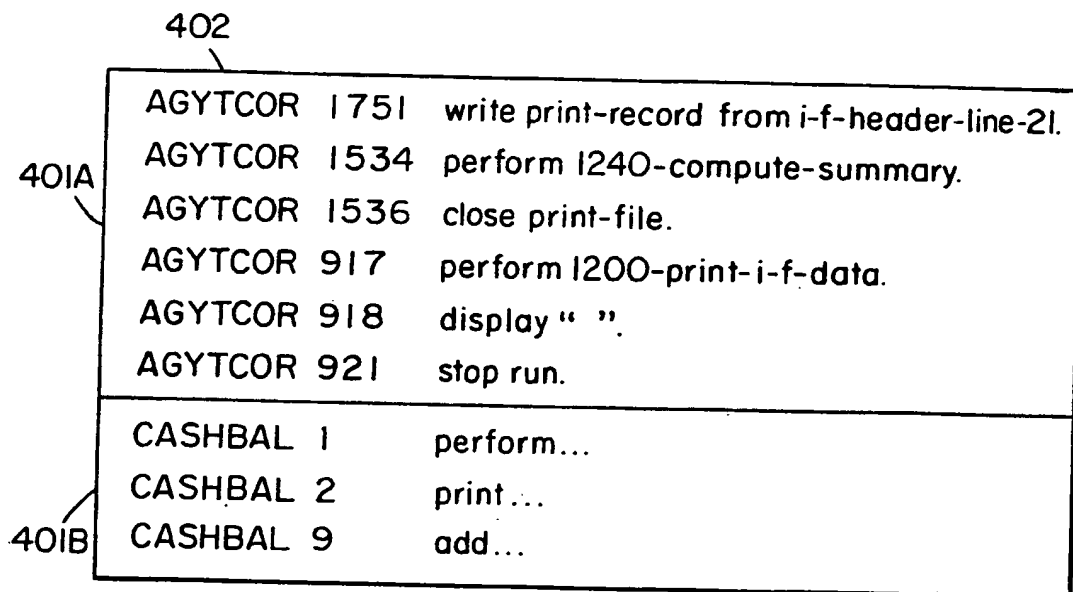 402
401A
AGYTCOR 1751 write print-record from i-f-header-line-21.
AGYTCOR 1534 perform 1240-compute-summary.
AGYTCOR 1536 close print-file.
AGYTCOR 917 perform 1200-print-i-f-data.
AGYTCOR 918 display “ ”.
AGYTCOR 921 stop run.
401B
CASHBAL 1 perform...
CASHBAL 2 print...
CASHBAL 9 add...